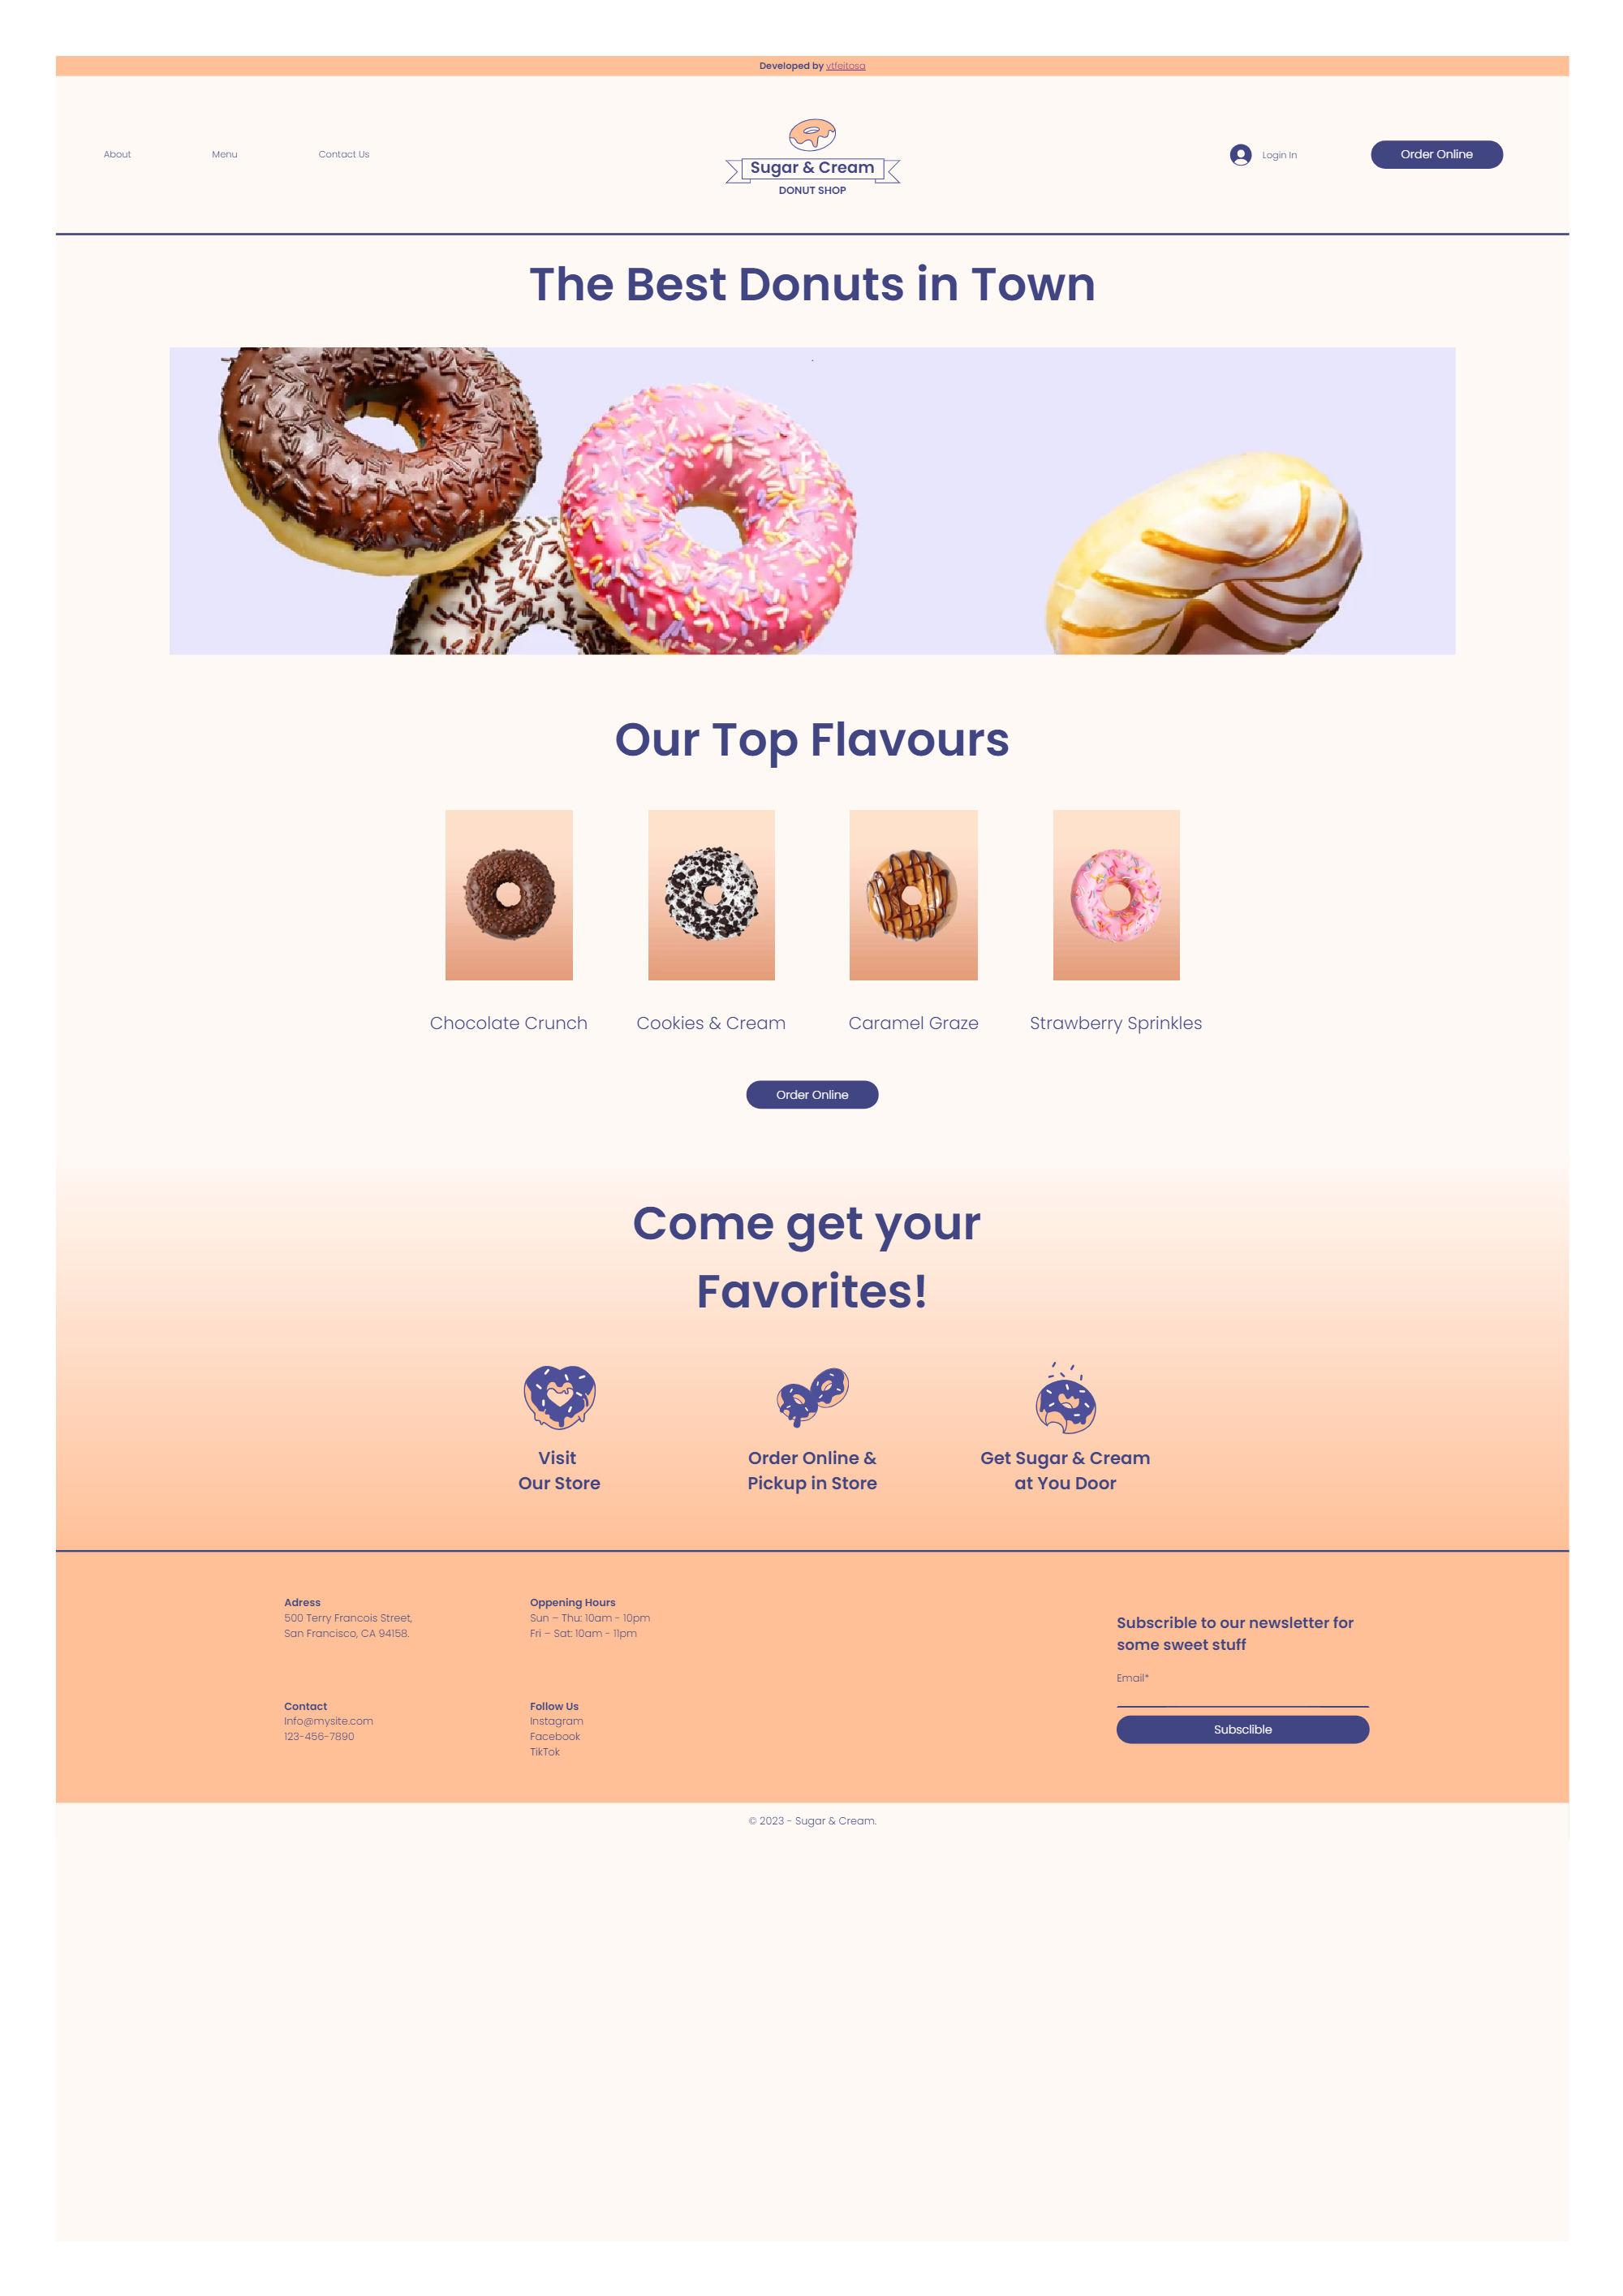 Developed by vtfeitosa
About
Menu
Contact Us
Sugar & Cream
DONUT SHOP
Login In
Order Online
The Best Donuts in Town
Our Top Flavours
Chocolate Crunch
Cookies & Cream
Caramel Graze
Strawberry Sprinkles
Order Online
Come get your
Favorites!
Visit
Our Store
Order Online &
Pickup in Store
Get Sugar & Cream
at You Door
Adress
500 Terry Francois Street,
San Francisco, CA 94158.
Oppening Hours
Sun – Thu: 10am - 10pm
Fri – Sat: 10am - 11pm
Contact
Info@mysite.com
123-456-7890
Follow Us
Instagram
Facebook
TikTok
Subscrible to our newsletter for
some sweet stuff
Email*
Subsclible
© 2023 - Sugar & Cream.